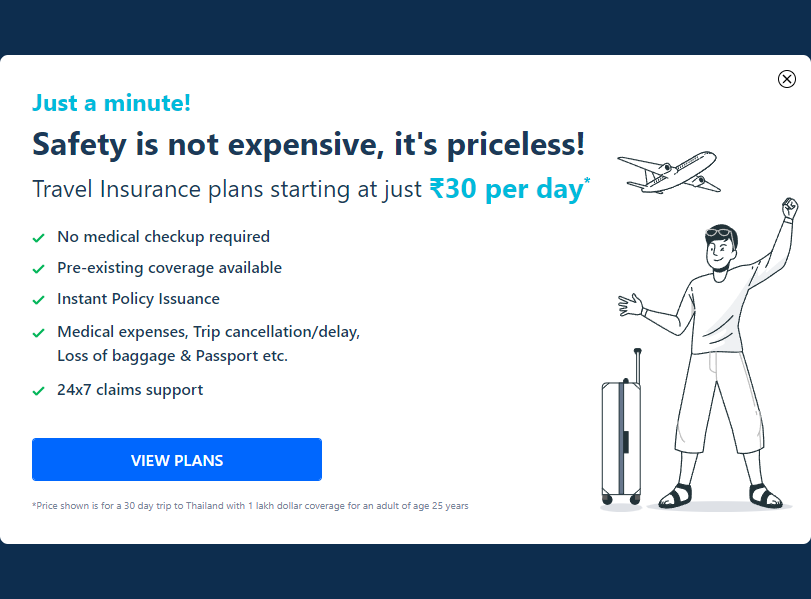 Just a minute!
Safety is not expensive, it's priceless!
Travel Insurance plans starting at just ₹30 per day*
No medical checkup required
Pre-existing coverage available
Instant Policy Issuance
Medical expenses, Trip cancellation/delay,
Loss of baggage & Passport etc.
24x7 claims support
VIEW PLANS
*Price shown is for a 30 day trip to Thailand with 1 lakh dollar coverage for an adult of age 25 years